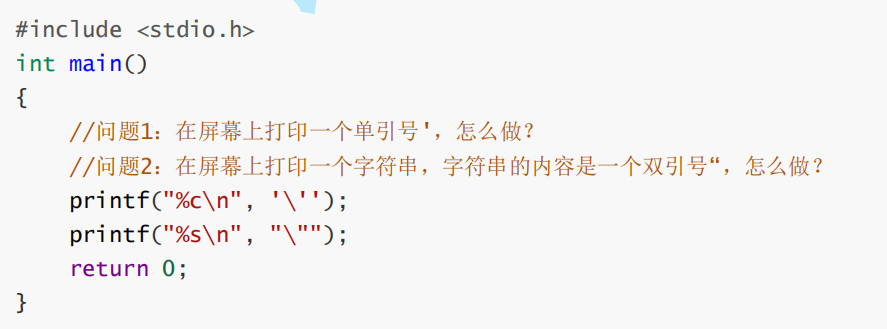 #include <stdio.h>
int main()
{
    //问题1：在屏幕上打印一个单引号'，怎么做？
    //问题2：在屏幕上打印一个字符串，字符串的内容是一个双引号“，怎么做？
    printf("%c\n", '\'');
    printf("%s\n", "\"");
    return 0;
}